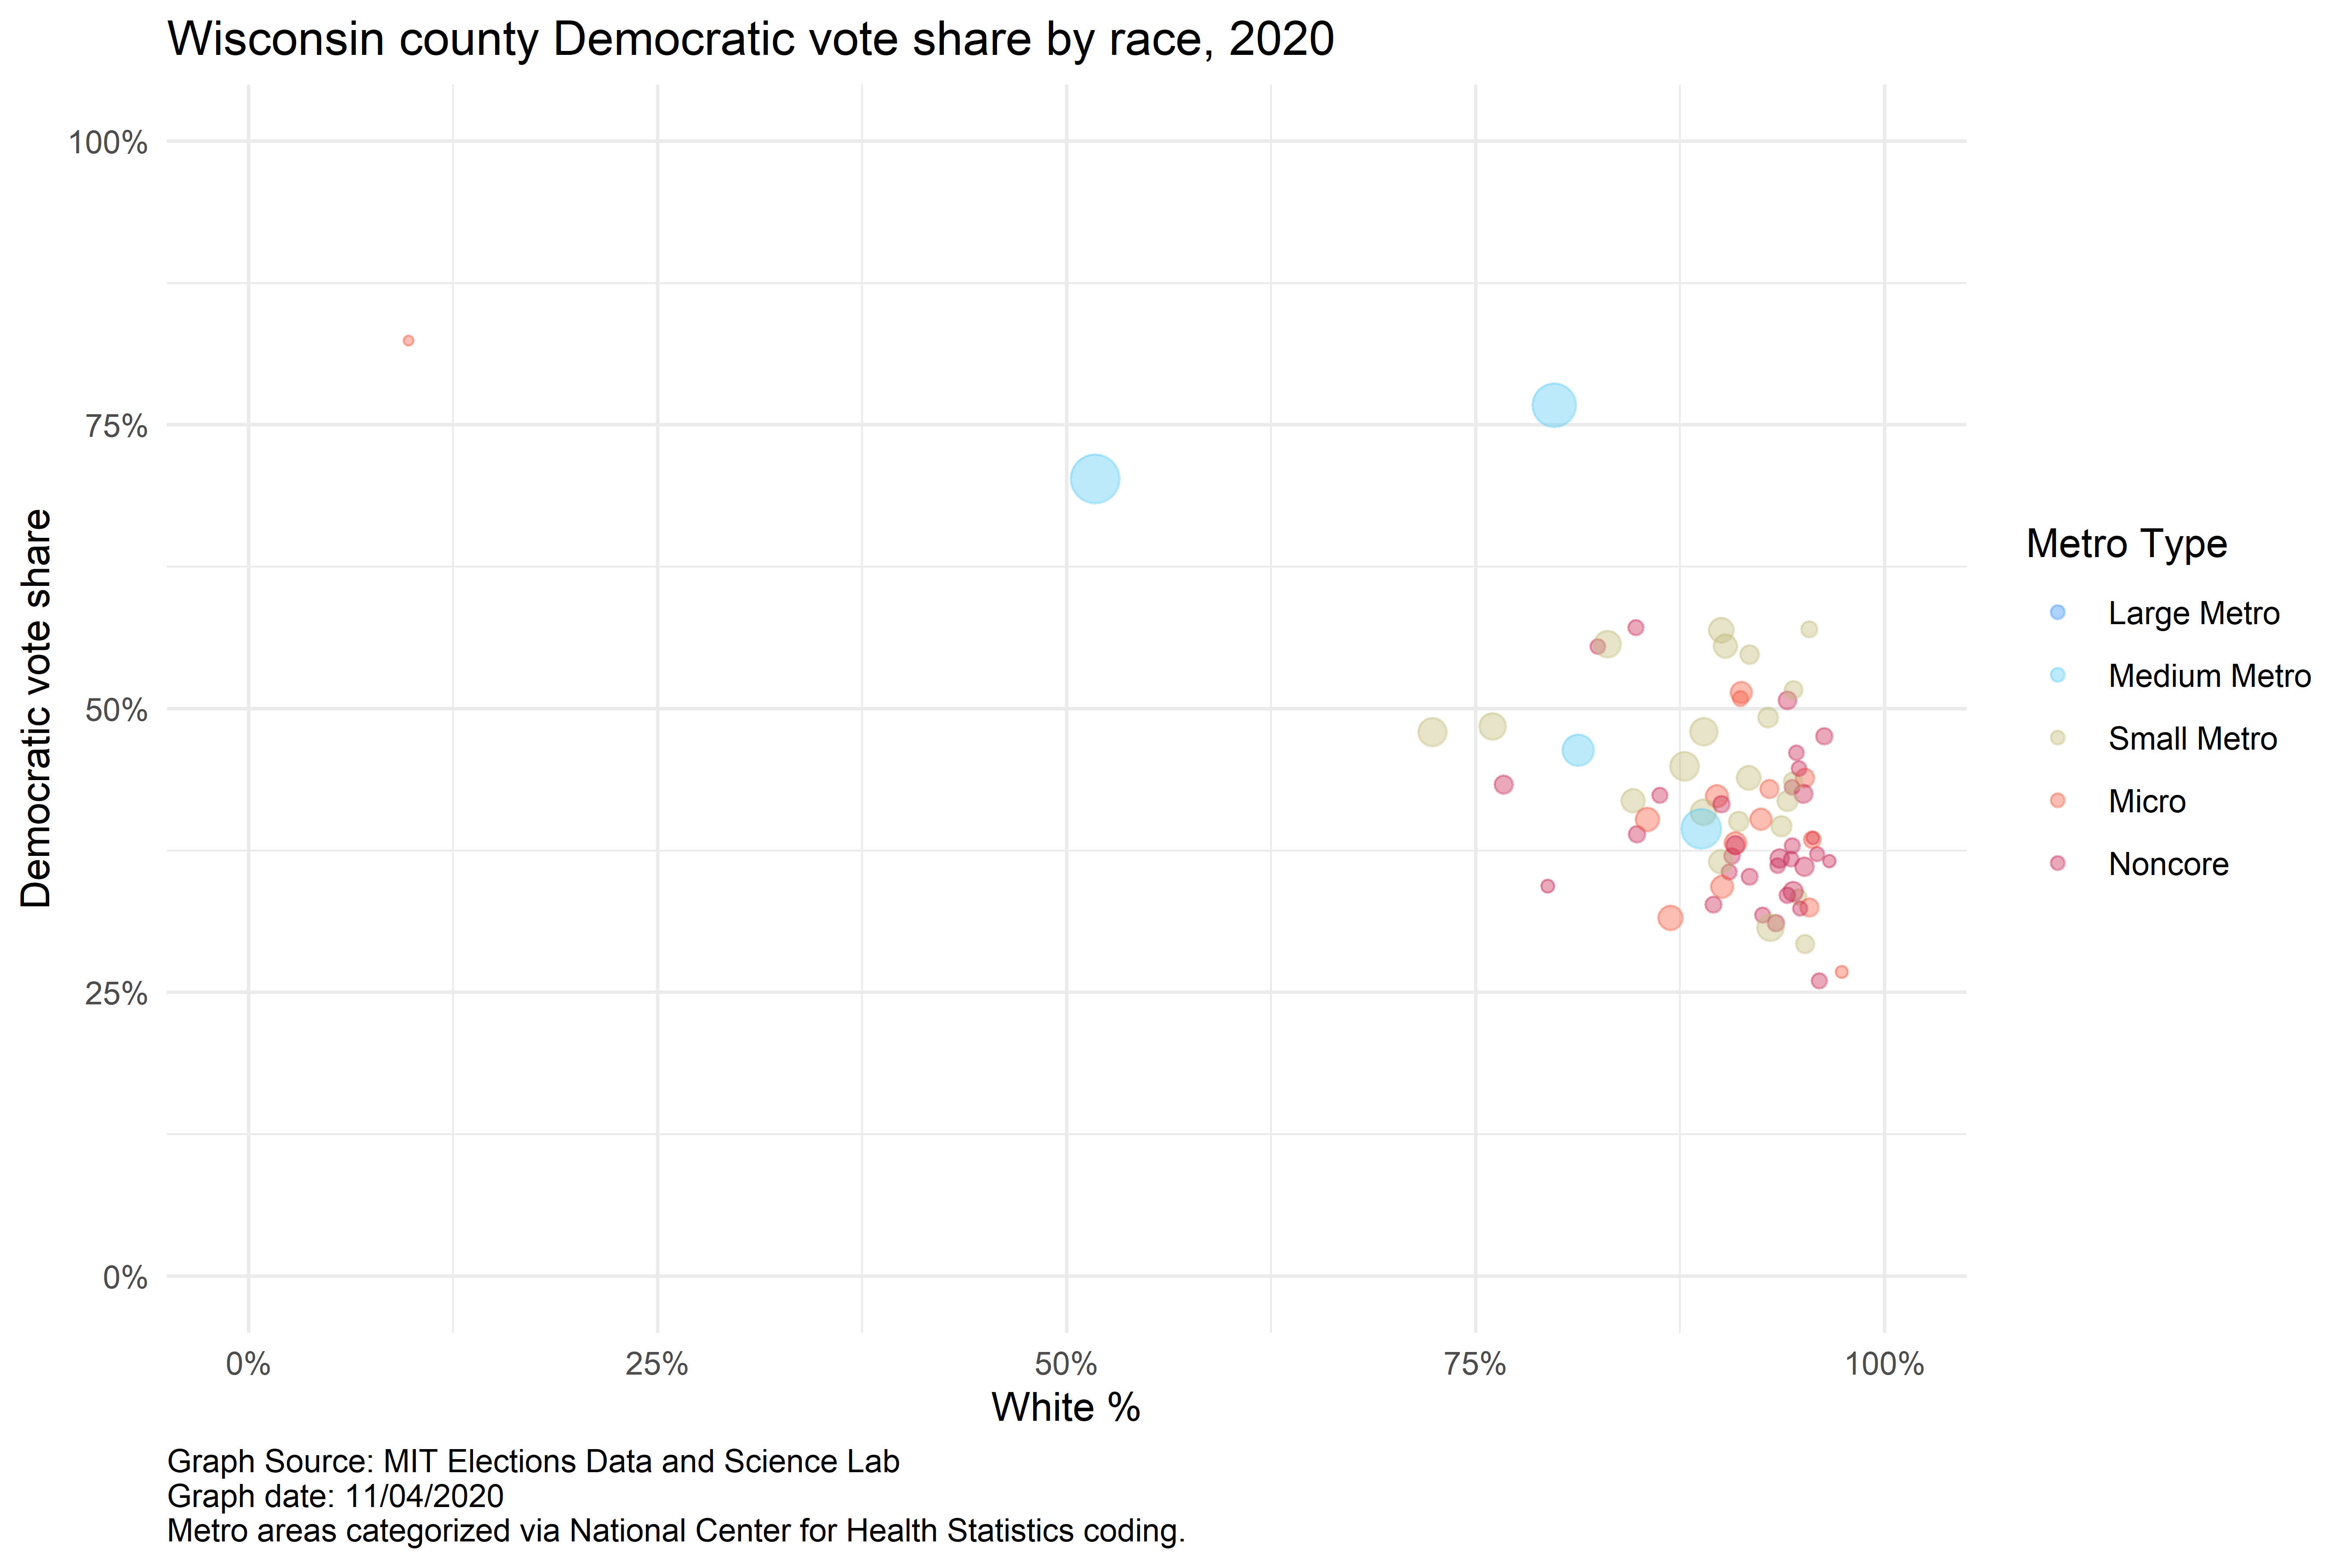 Wisconsin county Democratic vote share by race, 2020
100%
75%
50%
25%
0%
Democratic vote share
0%
25%
50%
75%
100%
White %
Metro Type
Large Metro
Medium Metro
Small Metro
Micro
Noncore
Graph Source: MIT Elections Data and Science Lab
Graph date: 11/04/2020
Metro areas categorized via National Center for Health Statistics coding.